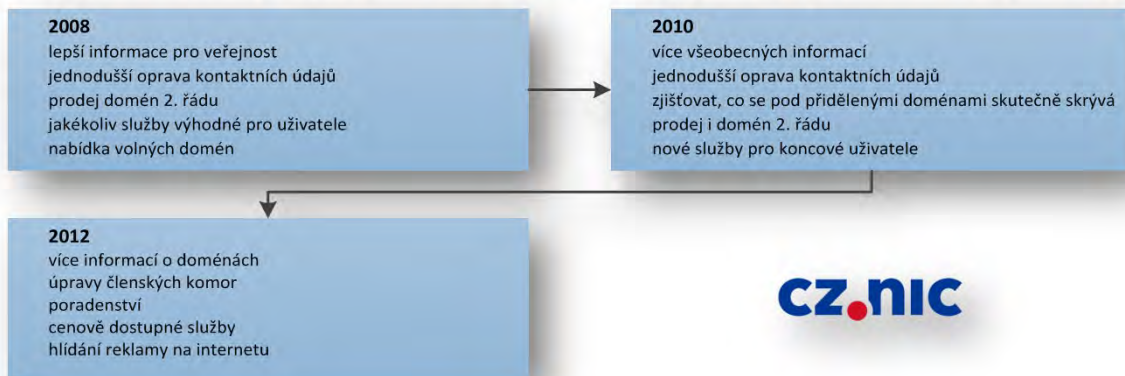 2008
lepší informace pro veřejnost
jednodušší oprava kontaktních údajů
prodej domén 2. řádu
jakékoliv služby výhodné pro uživatele
nabídka volných domén
2010
více všeobecných informací
jednodušší oprava kontaktních údajů
zjišťovat, co se pod přidělenými doménami skutečně skrývá
prodej i domén 2. řádu
nové služby pro koncové uživatele
2012
více informací o doménách
úpravy členských komor
poradenství
cenově dostupné služby
hlídání reklamy na internetu
cz.nic